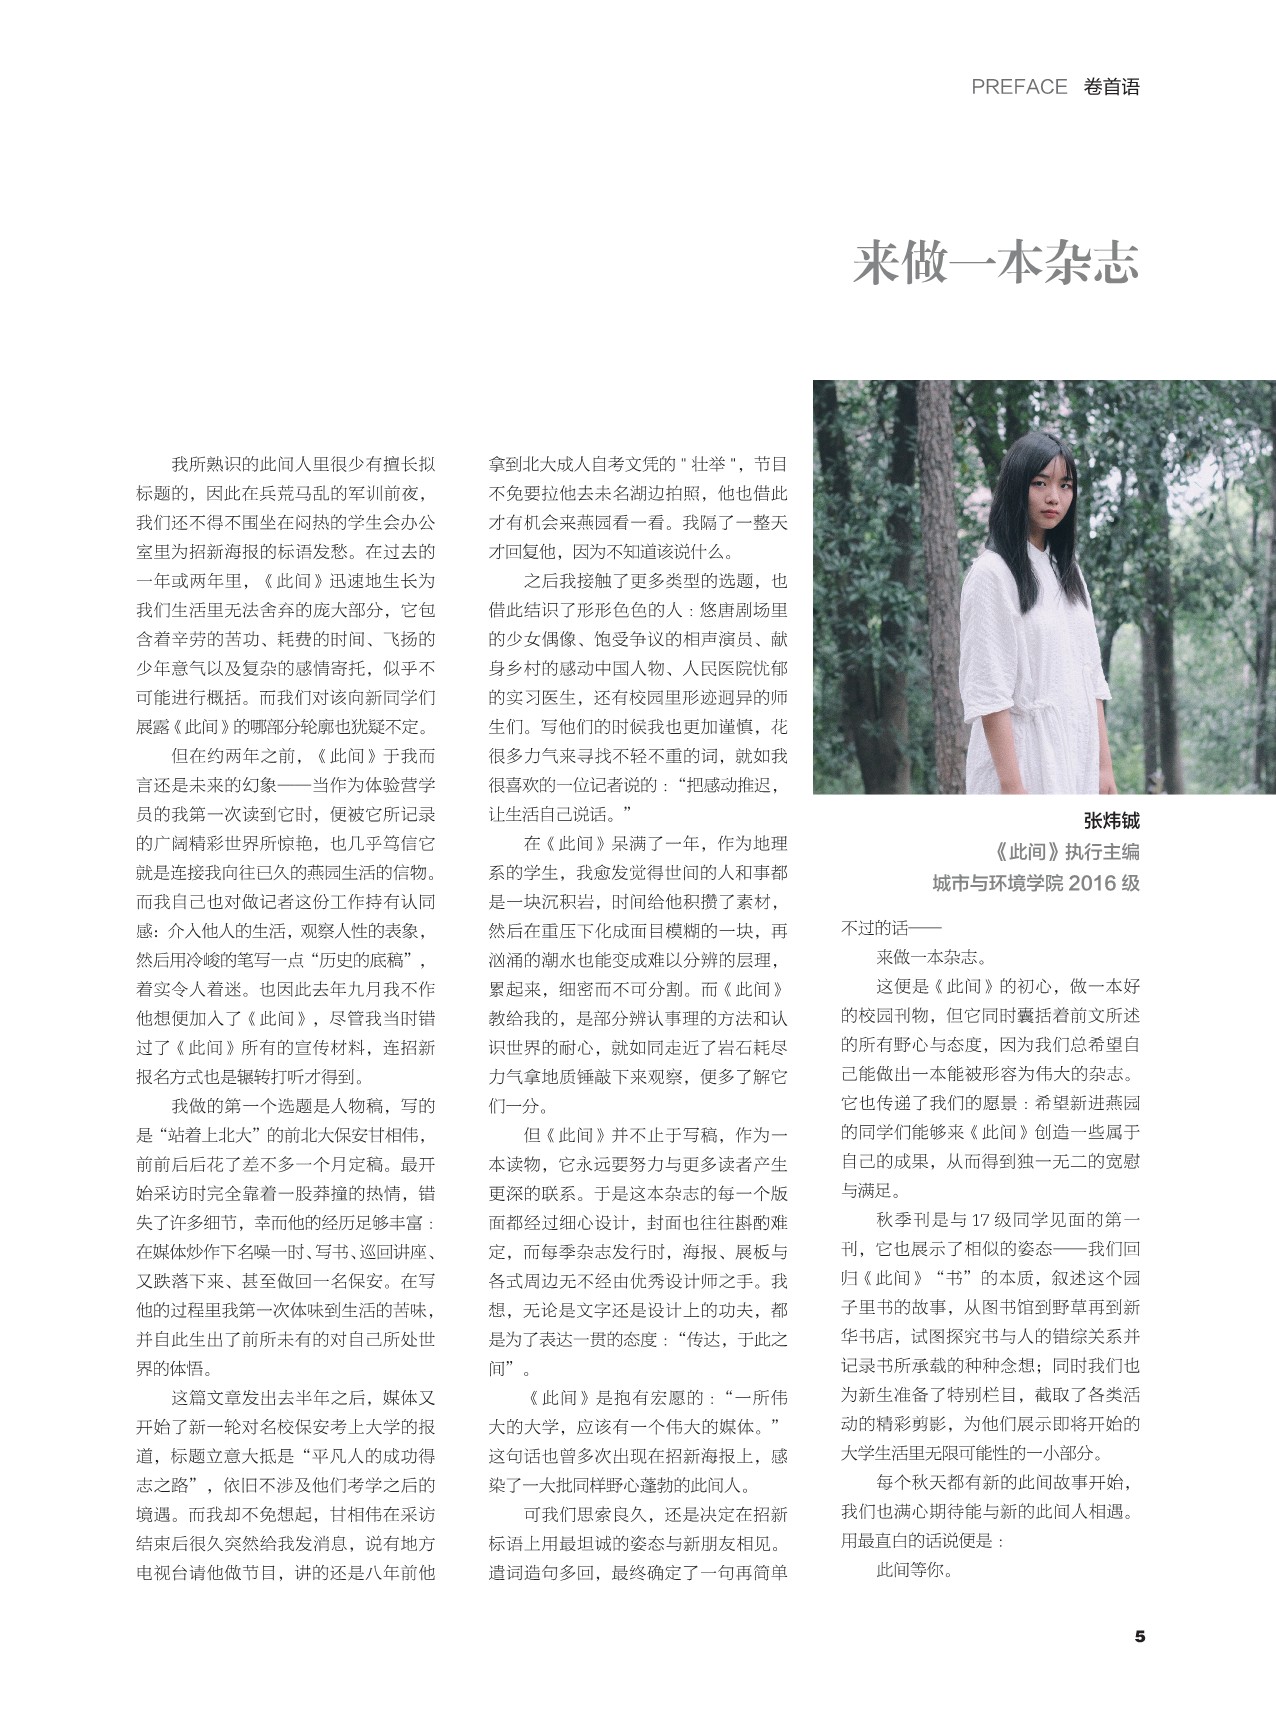 PREFACE 卷首语
来做一本杂志
我所熟识的此间人里很少有擅长拟
标题的，因此在兵荒马乱的军训前夜，
我们还不得不围坐在闷热的学生会办公
室里为招新海报的标语发愁。在过去的
一年或两年里，《此间》迅速地生长为
我们生活里无法舍弃的庞大部分，它包
含着辛劳的苦功、耗费的时间、飞扬的
少年意气以及复杂的感情寄托，似乎不
可能进行概括。而我们对该向新同学们
展露《此间》的哪部分轮廓也犹疑不定。
但在约两年之前，《此间》于我而
言还是未来的幻象——当作为体验营学
员的我第一次读到它时，便被它所记录
的广阔精彩世界所惊艳，也几乎笃信它
就是连接我向往已久的燕园生活的信物。
而我自己也对做记者这份工作持有认同
感：介入他人的生活，观察人性的表象，
然后用冷峻的笔写一点“历史的底稿”，
着实令人着迷。也因此去年九月我不作
他想便加入了《此间》，尽管我当时错
过了《此间》所有的宣传材料，连招新
报名方式也是辗转打听才得到。
我做的第一个选题是人物稿，写的
是“站着上北大”的前北大保安甘相伟，
前前后后花了差不多一个月定稿。最开
始采访时完全靠着一股莽撞的热情，错
失了许多细节，幸而他的经历足够丰富：
在媒体炒作下名噪一时、写书、巡回讲座、
又跌落下来、甚至做回一名保安。在写
他的过程里我第一次体味到生活的苦味，
并自此生出了前所未有的对自己所处世
界的体悟。
这篇文章发出去半年之后，媒体又
开始了新一轮对名校保安考上大学的报
道，标题立意大抵是“平凡人的成功得
志之路”，依旧不涉及他们考学之后的
境遇。而我却不免想起，甘相伟在采访
结束后很久突然给我发消息，说有地方
电视台请他做节目，讲的还是八年前他
拿到北大成人自考文凭的"壮举"，节目
不免要拉他去未名湖边拍照，他也借此
才有机会来燕园看一看。我隔了一整天
才回复他，因为不知道该说什么。
之后我接触了更多类型的选题，也
借此结识了形形色色的人：悠唐剧场里
的少女偶像、饱受争议的相声演员、献
身乡村的感动中国人物、人民医院忧郁
的实习医生，还有校园里形迹迥异的师
生们。写他们的时候我也更加谨慎，花
很多力气来寻找不轻不重的词，就如我
很喜欢的一位记者说的：“把感动推迟，
让生活自己说话。”
在《此间》呆满了一年，作为地理
系的学生，我愈发觉得世间的人和事都
是一块沉积岩，时间给他积攒了素材，
然后在重压下化成面目模糊的一块，再
汹涌的潮水也能变成难以分辨的层理，
累起来，细密而不可分割。而《此间》
教给我的，是部分辨认事理的方法和认
识世界的耐心，就如同走近了岩石耗尽
力气拿地质锤敲下来观察，便多了解它
们一分。
但《此间》并不止于写稿，作为一
本读物，它永远要努力与更多读者产生
更深的联系。于是这本杂志的每一个版
面都经过细心设计，封面也往往斟酌难
定，而每季杂志发行时，海报、展板与
各式周边无不经由优秀设计师之手。我
想，无论是文字还是设计上的功夫，都
是为了表达一贯的态度：“传达，于此之
间”。
《此间》是抱有宏愿的：“一所伟
大的大学，应该有一个伟大的媒体。”
这句话也曾多次出现在招新海报上，感
染了一大批同样野心蓬勃的此间人。
可我们思索良久，还是决定在招新
标语上用最坦诚的姿态与新朋友相见。
遣词造句多回，最终确定了一句再简单
张炜铖
《此间》执行主编
城市与环境学院 2016 级
不过的话——
来做一本杂志。
这便是《此间》的初心，做一本好
的校园刊物，但它同时囊括着前文所述
的所有野心与态度，因为我们总希望自
己能做出一本能被形容为伟大的杂志。
它也传递了我们的愿景：希望新进燕园
的同学们能够来《此间》创造一些属于
自己的成果，从而得到独一无二的宽慰
与满足。
秋季刊是与 17 级同学见面的第一
刊，它也展示了相似的姿态——我们回
归《此间》“书”的本质，叙述这个园
子里书的故事，从图书馆到野草再到新
华书店，试图探究书与人的错综关系并
记录书所承载的种种念想；同时我们也
为新生准备了特别栏目，截取了各类活
动的精彩剪影，为他们展示即将开始的
大学生活里无限可能性的一小部分。
每个秋天都有新的此间故事开始，
我们也满心期待能与新的此间人相遇。
用最直白的话说便是：
此间等你。
5